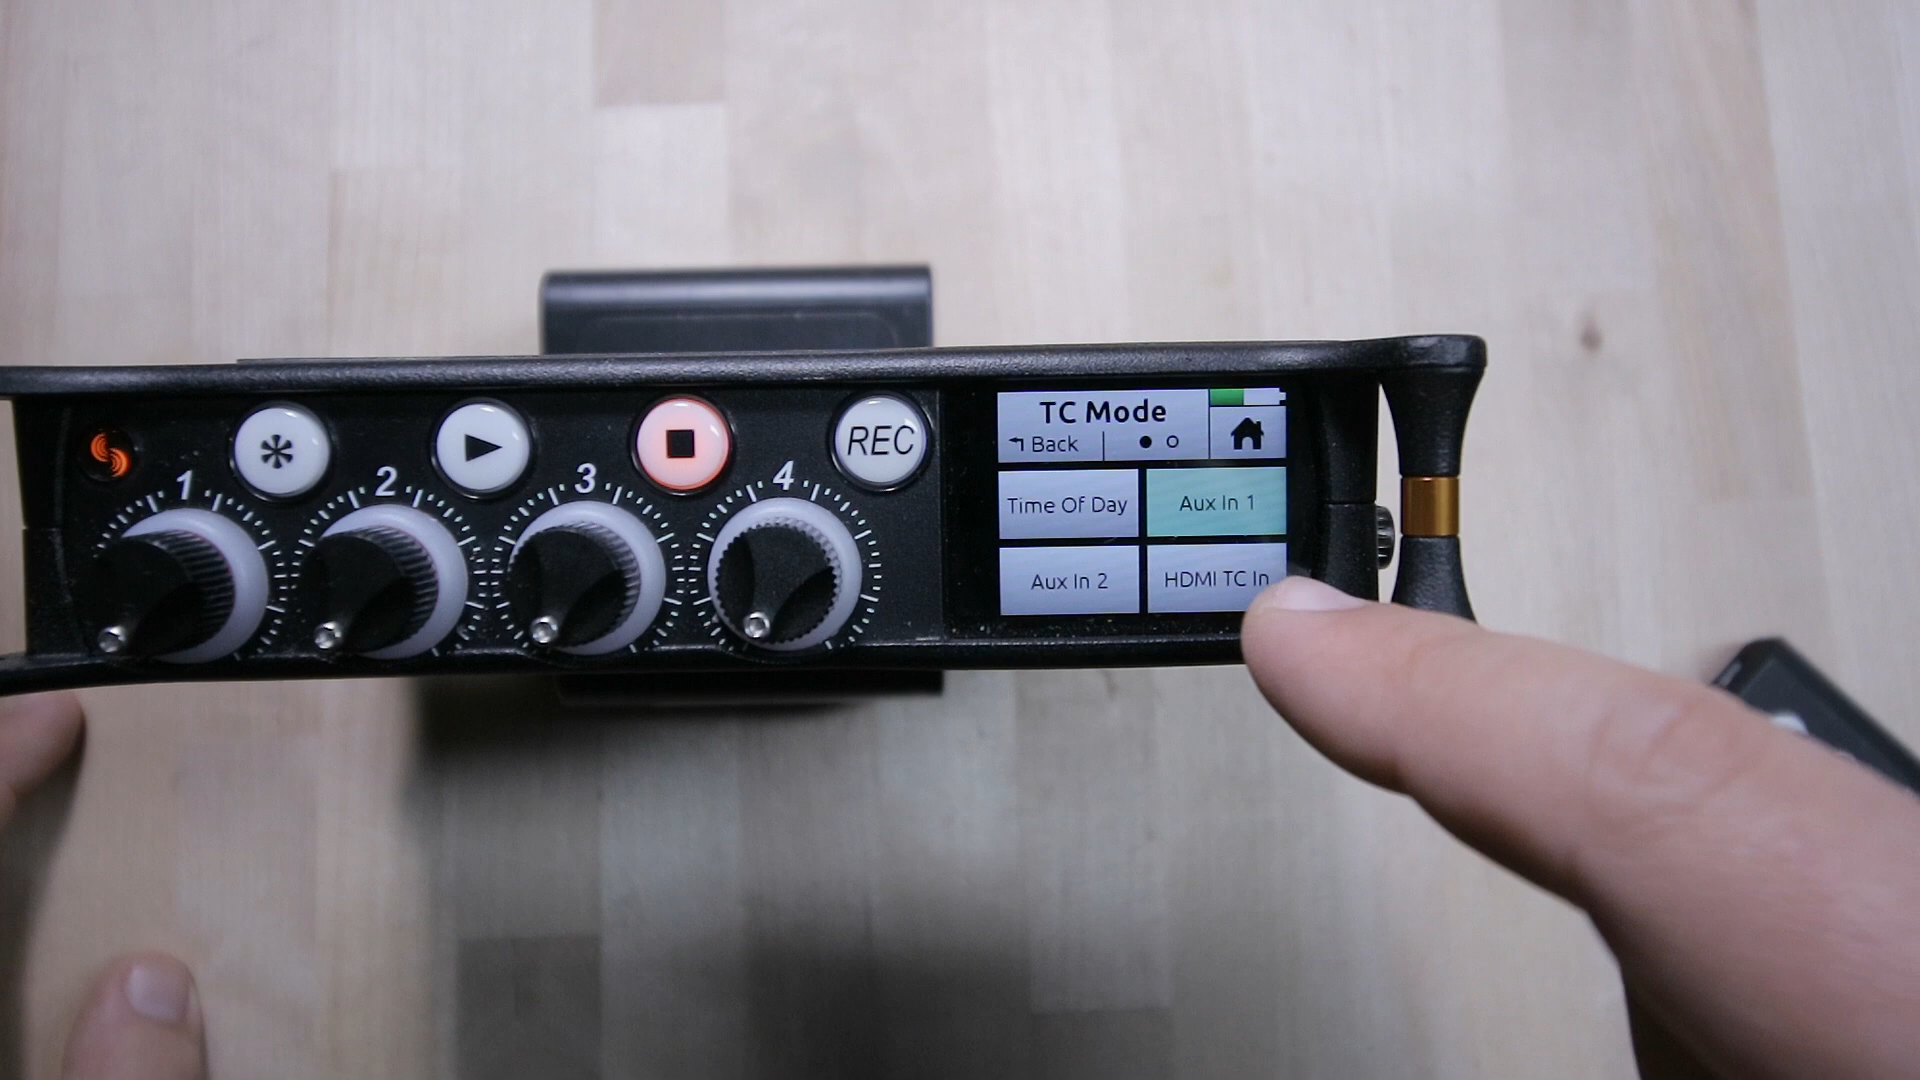 1
2
3
4
REC
TC Mode
Back
Time Of Day
Aux In 1
Aux In 2
HDMI TC In